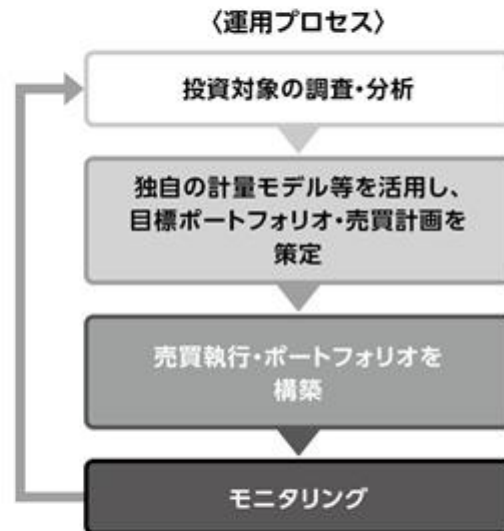 〈運用プロセス〉
投資対象の調査・分析
独自の計量モデル等を活用し、
目標ポートフォリオ・売買計画を
策定
売買執行・ポートフォリオを
構築
モニタリング